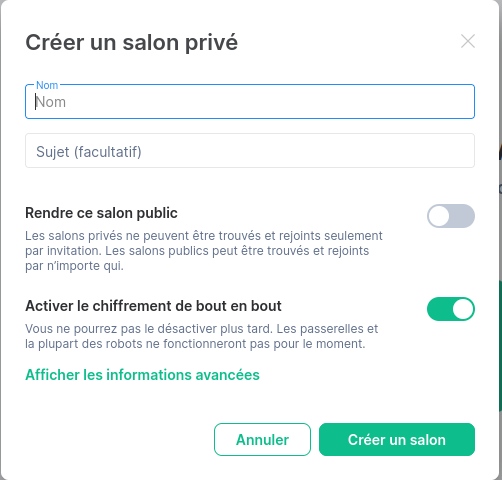 Créer un salon privé
Nom
Nom
Sujet (facultatif)
Rendre ce salon public
Les salons privés ne peuvent être trouvés et rejoints seulement
par invitation. Les salons publics peut être trouvés et rejoints
par n’importe qui.
Activer le chiffrement de bout en bout
Vous ne pourrez pas le désactiver plus tard. Les passerelles et
la plupart des robots ne fonctionneront pas pour le moment.
Afficher les informations avancées
Annuler
Créer un salon